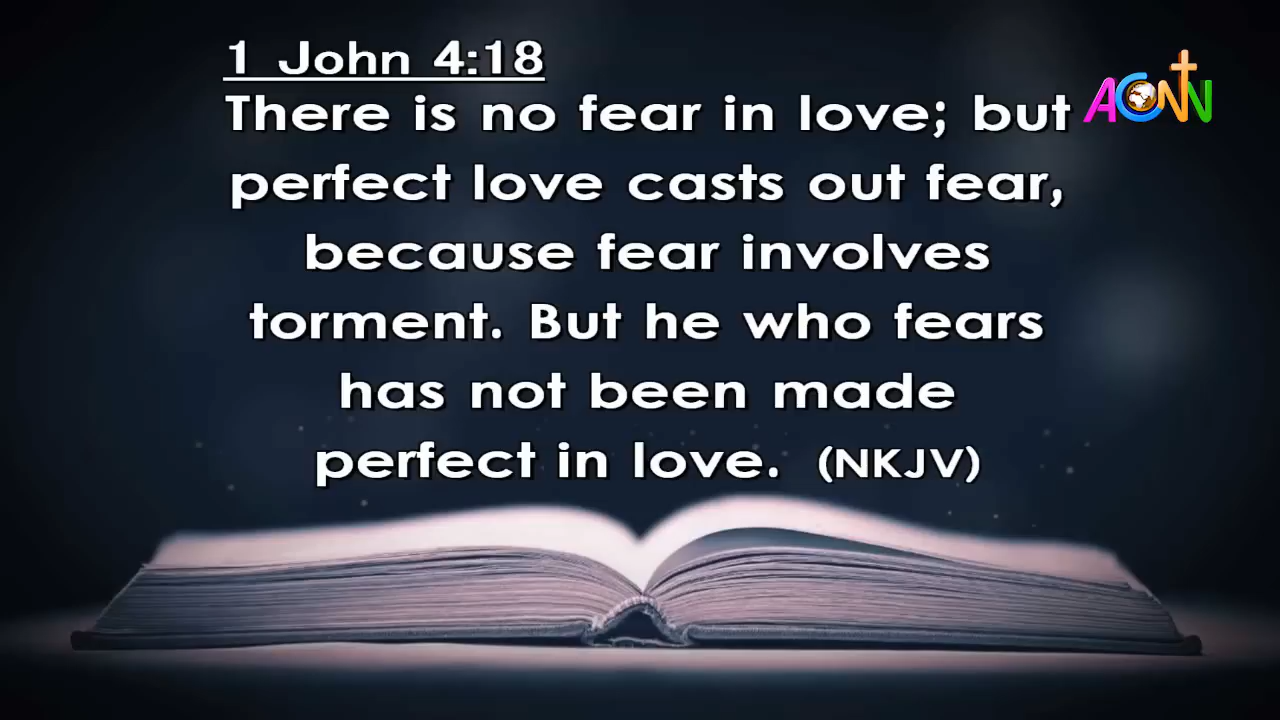 1 John 4:18
There is no fear in love; but
perfect love casts out fear,
because fear involves
torment. But he who fears
has not been made
perfect in love. (NKJV)
ACNN